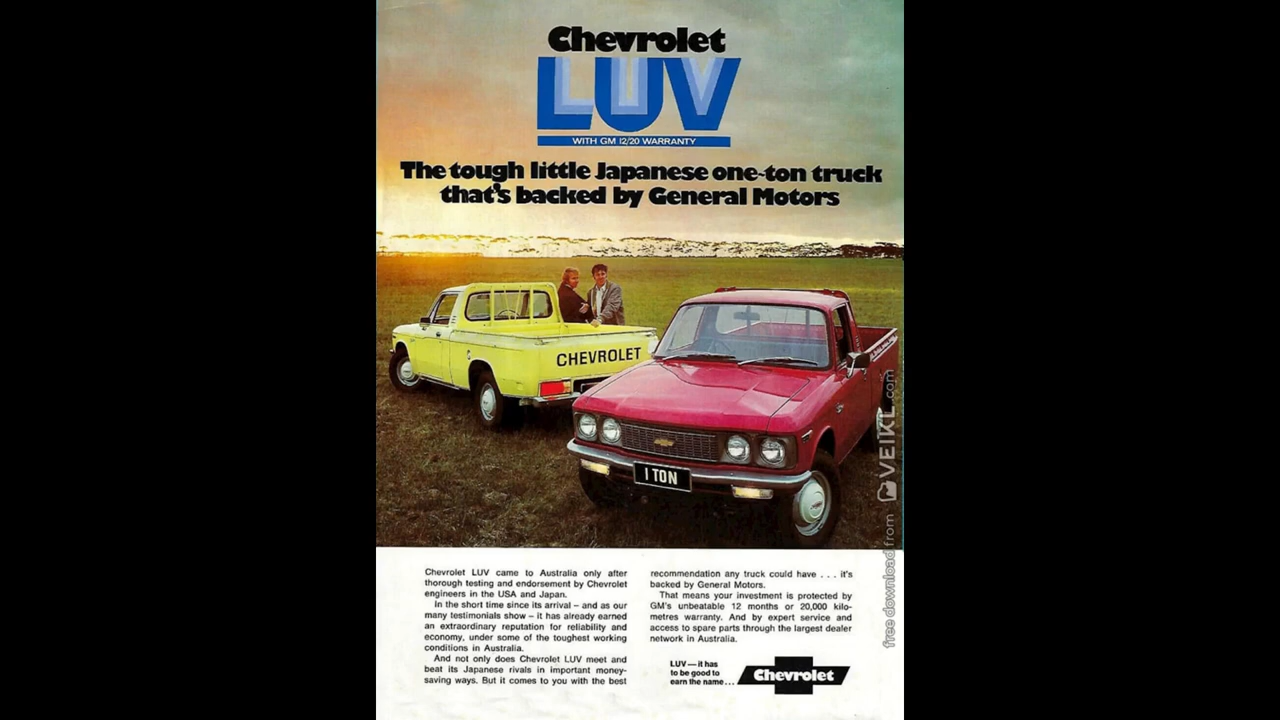 Chevrolet
LUV
WITH GM 12/20 WARRANTY
The tough little Japanese one-ton truck
that's backed by General Motors
CHEVROLET
1 TON
Chevrolet LUV came to Australia only after
thorough testing and endorsement by Chevrolet
engineers in the USA and Japan.
In the short time since its arrival – and as our
many testimonials show – it has already earned
an extraordinary reputation for reliability and
economy, under some of the toughest working
conditions in Australia.
And not only does Chevrolet LUV meet and
beat its Japanese rivals in important money-
saving ways. But it comes to you with the best
recommendation any truck could have . . . it's
backed by General Motors.
That means your investment is protected by
GM's unbeatable 12 months or 20,000 kilo-
metres warranty. And by expert service and
access to spare parts through the largest dealer
network in Australia.
LUV — it has
to be good to
earn the name . . .
Chevrolet
free download from VEIKL.com